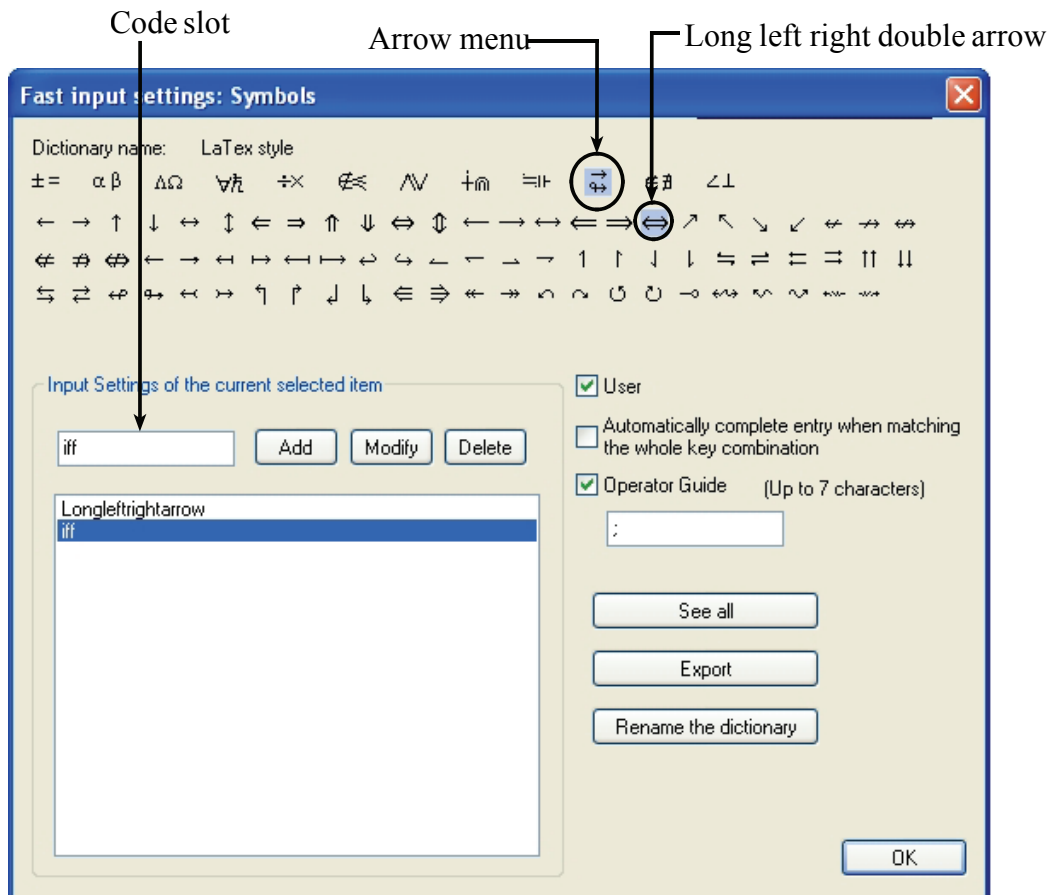 Code slot
Arrow menu
Long left right double arrow
Fast input settings: Symbols
Dictionary name: LaTex style
±= αβ ΔΩ ∀ℏ ÷× ∉≤ ⋀⋁ ∔⋒ ≕⊩ →↬ ∉∄ ∠⊥
← → ↑ ↓ ↔ ↕ ⇐ ⇒ ⇑ ⇓ ⇔ ⇕ ⟵ ⟶ ⟷ ⟸ ⟹ ⟺ ↗ ↖ ↘ ↙ ↚ ↛ ↮
⇍ ⇏ ⇎ ← → ↤ ↦ ⟻ ⟼ ↩ ↪ ↼ ↽ ⇀ ⇁ ↿ ↾ ⇃ ⇂ ⇋ ⇌ ⇇ ⇉ ⇈ ⇊
⇆ ⇄ ↫ ↬ ↢ ↣ ↰ ↱ ↲ ↳ ⇚ ⇛ ↞ ↠ ↶ ↷ ↺ ↻ ⊸ ↭ ↜ ↝ ⇜ ⇝
Input Settings of the current selected item
User
iff
Add
Modify
Delete
Automatically complete entry when matching
the whole key combination
Operator Guide (Up to 7 characters)
;
Longleftrightarrow
iff
See all
Export
Rename the dictionary
OK